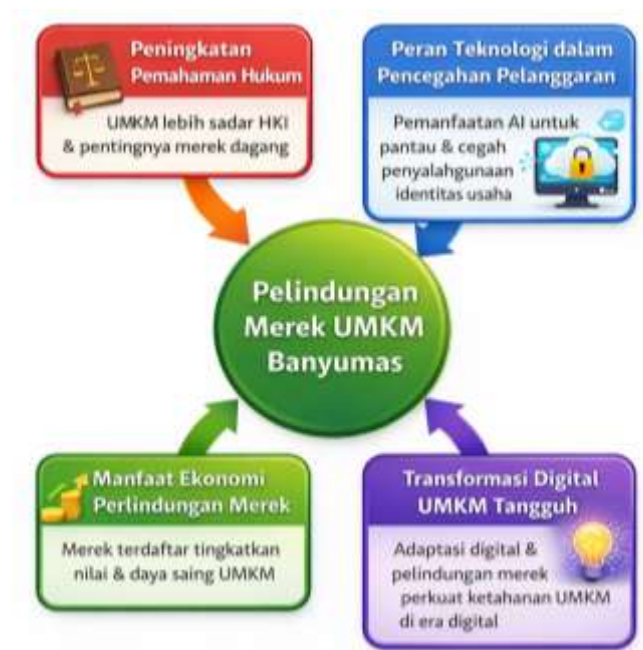 Peningkatan
Pemahaman Hukum
UMKM lebih sadar HKI
& pentingnya merek dagang
Peran Teknologi dalam
Pencegahan Pelanggaran
Pemanfaatan AI untuk
pantau & cegah
penyalahgunaan
identitas usaha
Pelindungan
Merek UMKM
Banyumas
Manfaat Ekonomi
Perlindungan Merek
Merek terdaftar tingkatkan
nilai & daya saing UMKM
Transformasi Digital
UMKM Tangguh
Adaptasi digital &
pelindungan merek
perkuat ketahanan UMKM
di era digital